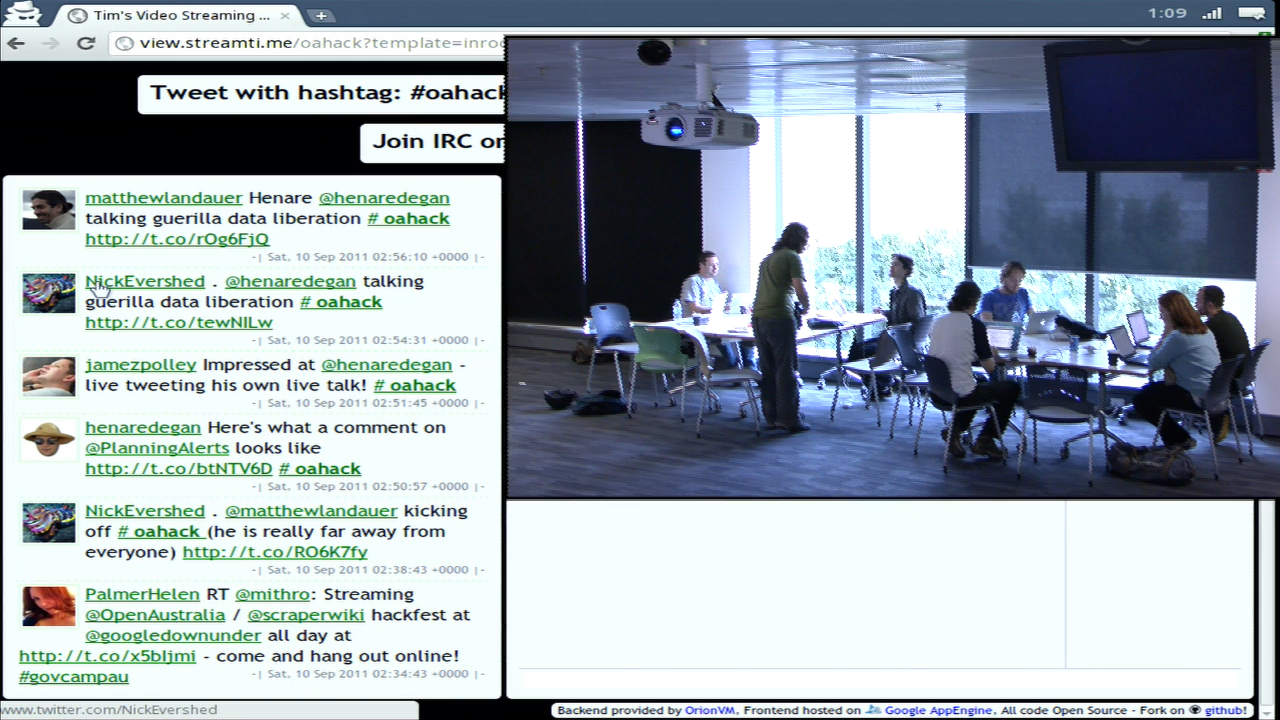 Tim's Video Streaming ...
1:09
view.streamti.me/oahack?template=inro
Tweet with hashtag: #oahack
Join IRC on
matthewlandauer Henare @henaredegan
talking guerilla data liberation # oahack
http://t.co/rOg6FjQ
-| Sat, 10 Sep 2011 02:56:10 +0000 |-
NickEvershed . @henaredegan talking
guerilla data liberation # oahack
http://t.co/tewNILw
-| Sat, 10 Sep 2011 02:54:31 +0000 |-
jamezpolley Impressed at @henaredegan -
live tweeting his own live talk! # oahack
-| Sat, 10 Sep 2011 02:51:45 +0000 |-
henaredegan Here's what a comment on
@PlanningAlerts looks like
http://t.co/btNTV6D # oahack
-| Sat, 10 Sep 2011 02:50:57 +0000 |-
NickEvershed . @matthewlandauer kicking
off # oahack (he is really far away from
everyone) http://t.co/RO6K7fy
-| Sat, 10 Sep 2011 02:38:43 +0000 |-
PalmerHelen RT @mithro: Streaming
@OpenAustralia / @scraperwiki hackfest at
@googledownunder all day at
http://t.co/x5bIjmi - come and hang out online!
#govcampau
-| Sat, 10 Sep 2011 02:34:43 +0000 |-
www.twitter.com/NickEvershed
Backend provided by OrionVM, Frontend hosted on Google AppEngine, All code Open Source - Fork on github!